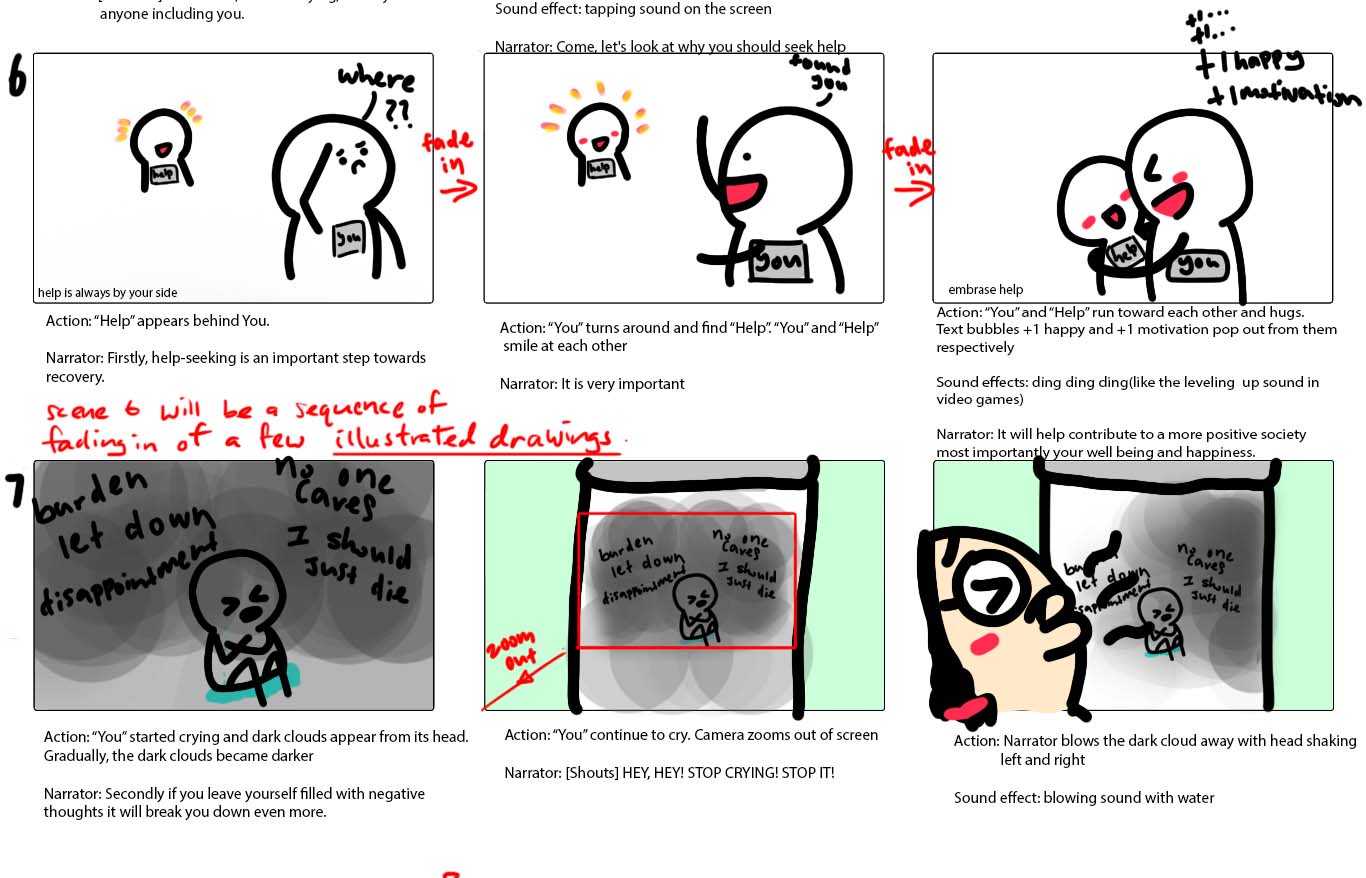 anyone including you.
Sound effect: tapping sound on the screen
Narrator: Come, let's look at why you should seek help
6
where
??
help
you
help is always by your side
fade
in
found
you
help
you
fade
in
+1...
+1...
+1 happy
+1 motivation
help
you
embrase help
Action: “Help” appears behind You.
Narrator: Firstly, help-seeking is an important step towards
recovery.
Action: “You” turns around and find “Help”. “You” and “Help”
smile at each other
Narrator: It is very important
Action: “You” and “Help” run toward each other and hugs.
Text bubbles +1 happy and +1 motivation pop out from them
respectively
Sound effects: ding ding ding(like the leveling up sound in
video games)
Narrator: It will help contribute to a more positive society
most importantly your well being and happiness.
scene 6 will be a sequence of
fading in of a few illustrated drawings.
7
burden
let down
disappointment
no one
caves
I should
just die
burden
let down
disappointment
no one
caves
I should
just die
zoom
out
let down
no one
caves
I should
just die
Action: “You” started crying and dark clouds appear from its head.
Gradually, the dark clouds became darker
Narrator: Secondly if you leave yourself filled with negative
thoughts it will break you down even more.
Action: “You” continue to cry. Camera zooms out of screen
Narrator: [Shouts] HEY, HEY! STOP CRYING! STOP IT!
Action: Narrator blows the dark cloud away with head shaking
left and right
Sound effect: blowing sound with water